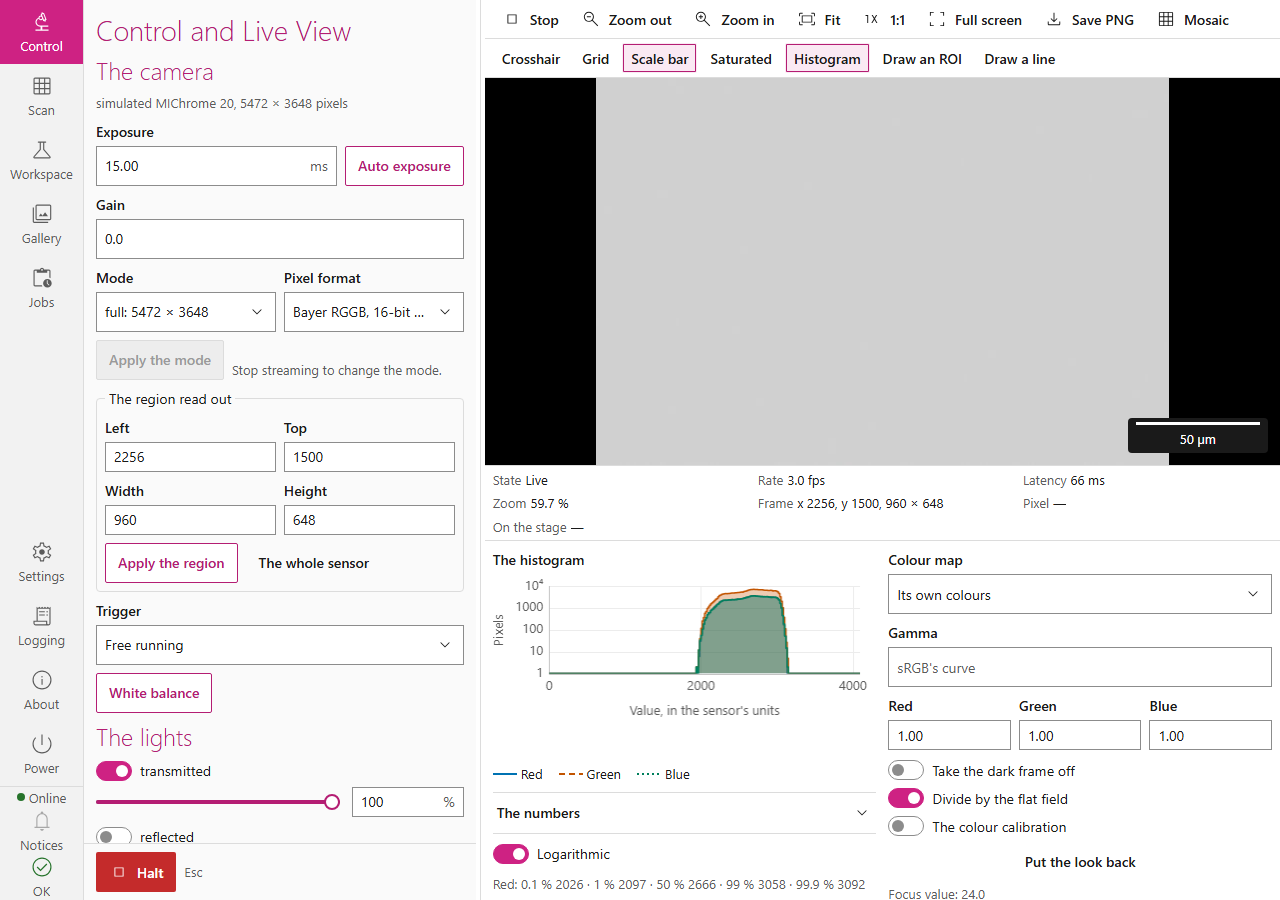 Control
Scan
Workspace
Gallery
Jobs
Settings
Logging
About
Power
Online
Notices
OK
Control and Live View
The camera
simulated MIChrome 20, 5472 × 3648 pixels
Exposure
15.00 ms Auto exposure
Gain
0.0
Mode Pixel format
full: 5472 × 3648 Bayer RGGB, 16-bit ...
Apply the mode Stop streaming to change the mode.
The region read out
Left Top
2256 1500
Width Height
960 648
Apply the region The whole sensor
Trigger
Free running
White balance
The lights
transmitted
100 %
reflected
Halt Esc
Stop Zoom out Zoom in Fit 1X 1:1 Full screen Save PNG Mosaic
Crosshair Grid Scale bar Saturated Histogram Draw an ROI Draw a line
50 µm
State Live Rate 3.0 fps Latency 66 ms
Zoom 59.7 % Frame x 2256, y 1500, 960 × 648 Pixel —
On the stage —
The histogram
Pixels
10⁴
1000
100
10
1
0 2000 4000
Value, in the sensor's units
Red Green Blue
The numbers
Logarithmic
Red: 0.1 % 2026 · 1 % 2097 · 50 % 2666 · 99 % 3058 · 99.9 % 3092
Colour map
Its own colours
Gamma
sRGB's curve
Red Green Blue
1.00 1.00 1.00
Take the dark frame off
Divide by the flat field
The colour calibration
Put the look back
Focus value: 24.0